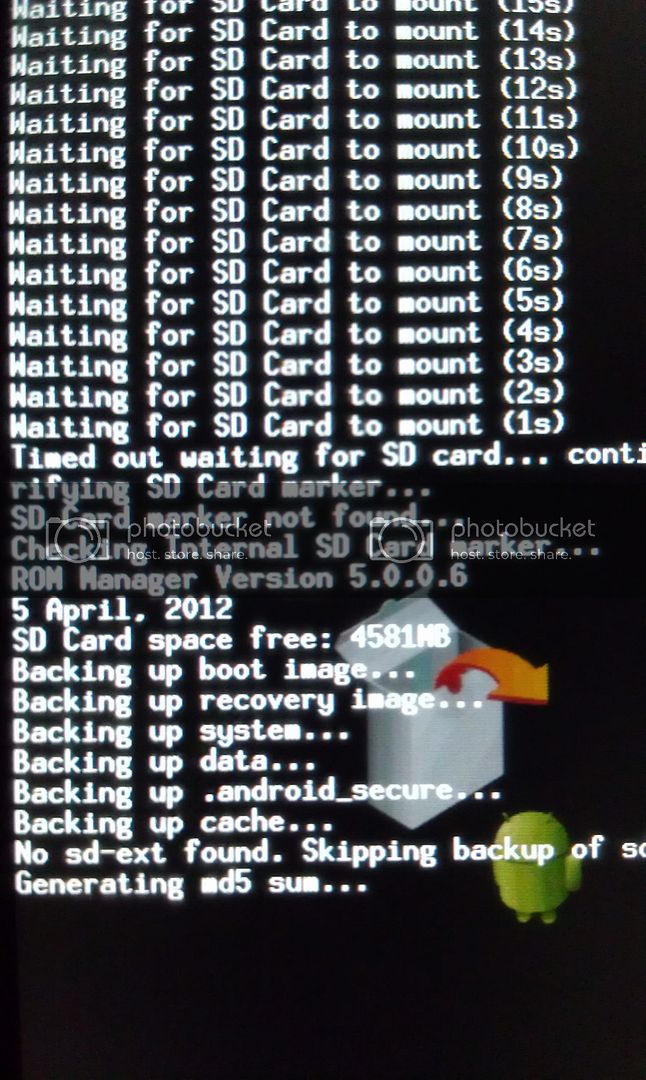 Waiting for SD Card to mount (15s)
Waiting for SD Card to mount (14s)
Waiting for SD Card to mount (13s)
Waiting for SD Card to mount (12s)
Waiting for SD Card to mount (11s)
Waiting for SD Card to mount (10s)
Waiting for SD Card to mount (9s)
Waiting for SD Card to mount (8s)
Waiting for SD Card to mount (7s)
Waiting for SD Card to mount (6s)
Waiting for SD Card to mount (5s)
Waiting for SD Card to mount (4s)
Waiting for SD Card to mount (3s)
Waiting for SD Card to mount (2s)
Waiting for SD Card to mount (1s)
Timed out waiting for SD card... conti
rifying SD Card marker...
SD Card marker not found...
photobucket photobucket
Checking Internal SD Card marker...
host. store. share. host. store. share.
ROM Manager Version 5.0.0.6
5 April, 2012
SD Card space free: 4581MB
Backing up boot image...
Backing up recovery image...
Backing up system...
Backing up data...
Backing up .android_secure...
Backing up cache...
No sd-ext found. Skipping backup of sd
Generating md5 sum...